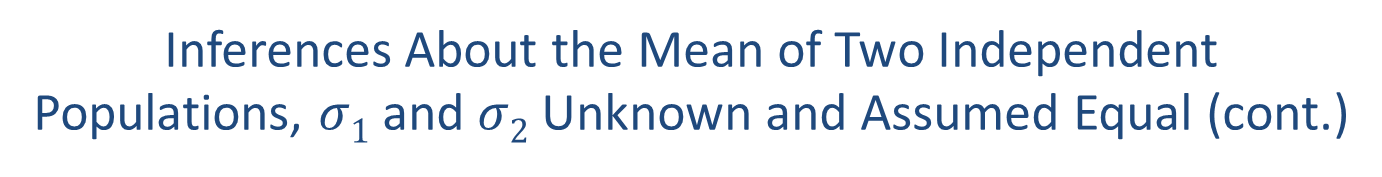 Inferences About the Mean of Two Independent
Populations, σ₁ and σ₂ Unknown and Assumed Equal (cont.)